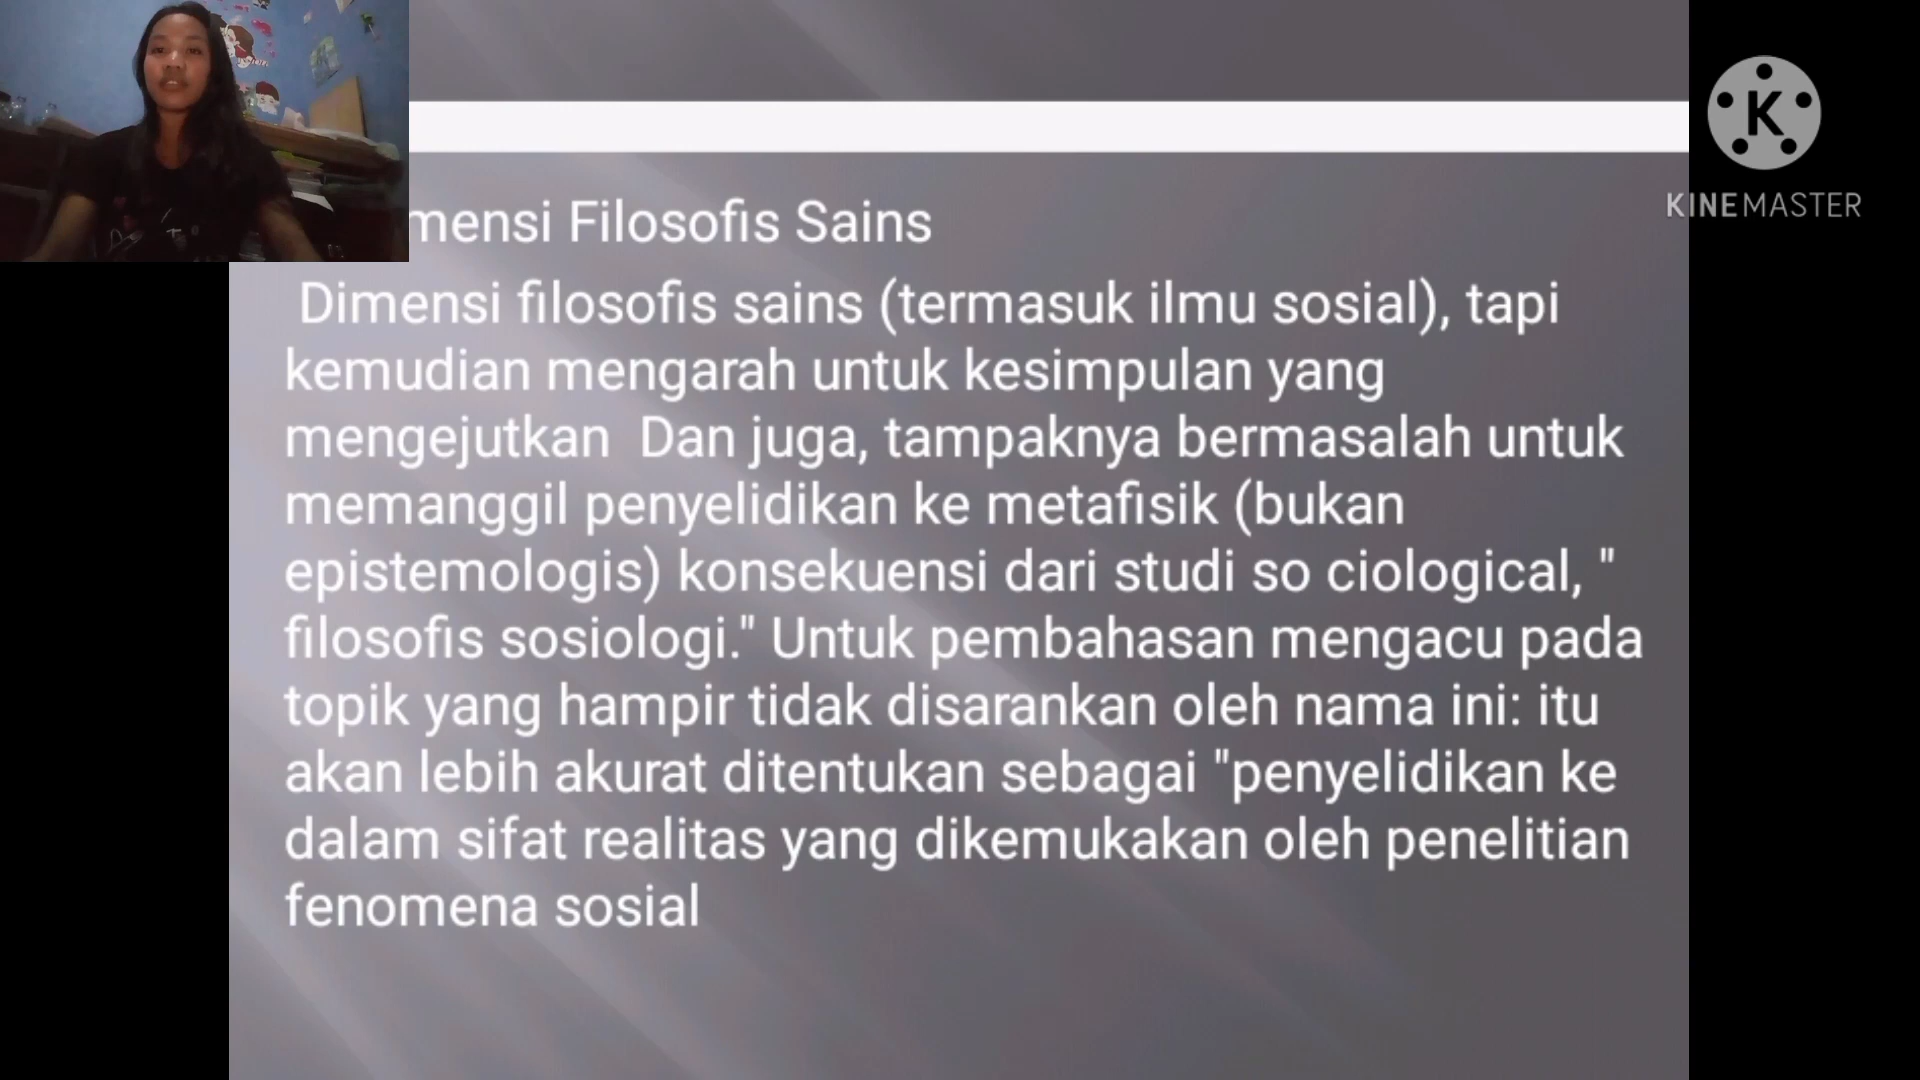 mensi Filosofis Sains
Dimensi filosofis sains (termasuk ilmu sosial), tapi
kemudian mengarah untuk kesimpulan yang
mengejutkan  Dan juga, tampaknya bermasalah untuk
memanggil penyelidikan ke metafisik (bukan
epistemologis) konsekuensi dari studi so ciological, "
filosofis sosiologi." Untuk pembahasan mengacu pada
topik yang hampir tidak disarankan oleh nama ini: itu
akan lebih akurat ditentukan sebagai "penyelidikan ke
dalam sifat realitas yang dikemukakan oleh penelitian
fenomena sosial
K
KINEMASTER